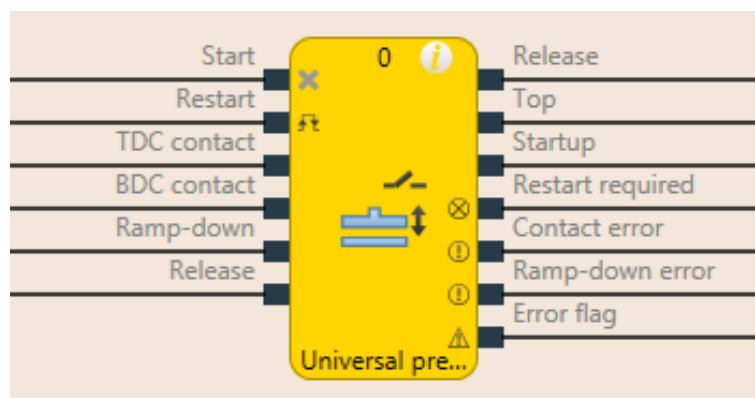 Start
0
i
Release
Restart
Top
TDC contact
Startup
BDC contact
Restart required
Ramp-down
Contact error
Release
Ramp-down error
Error flag
Universal pre...